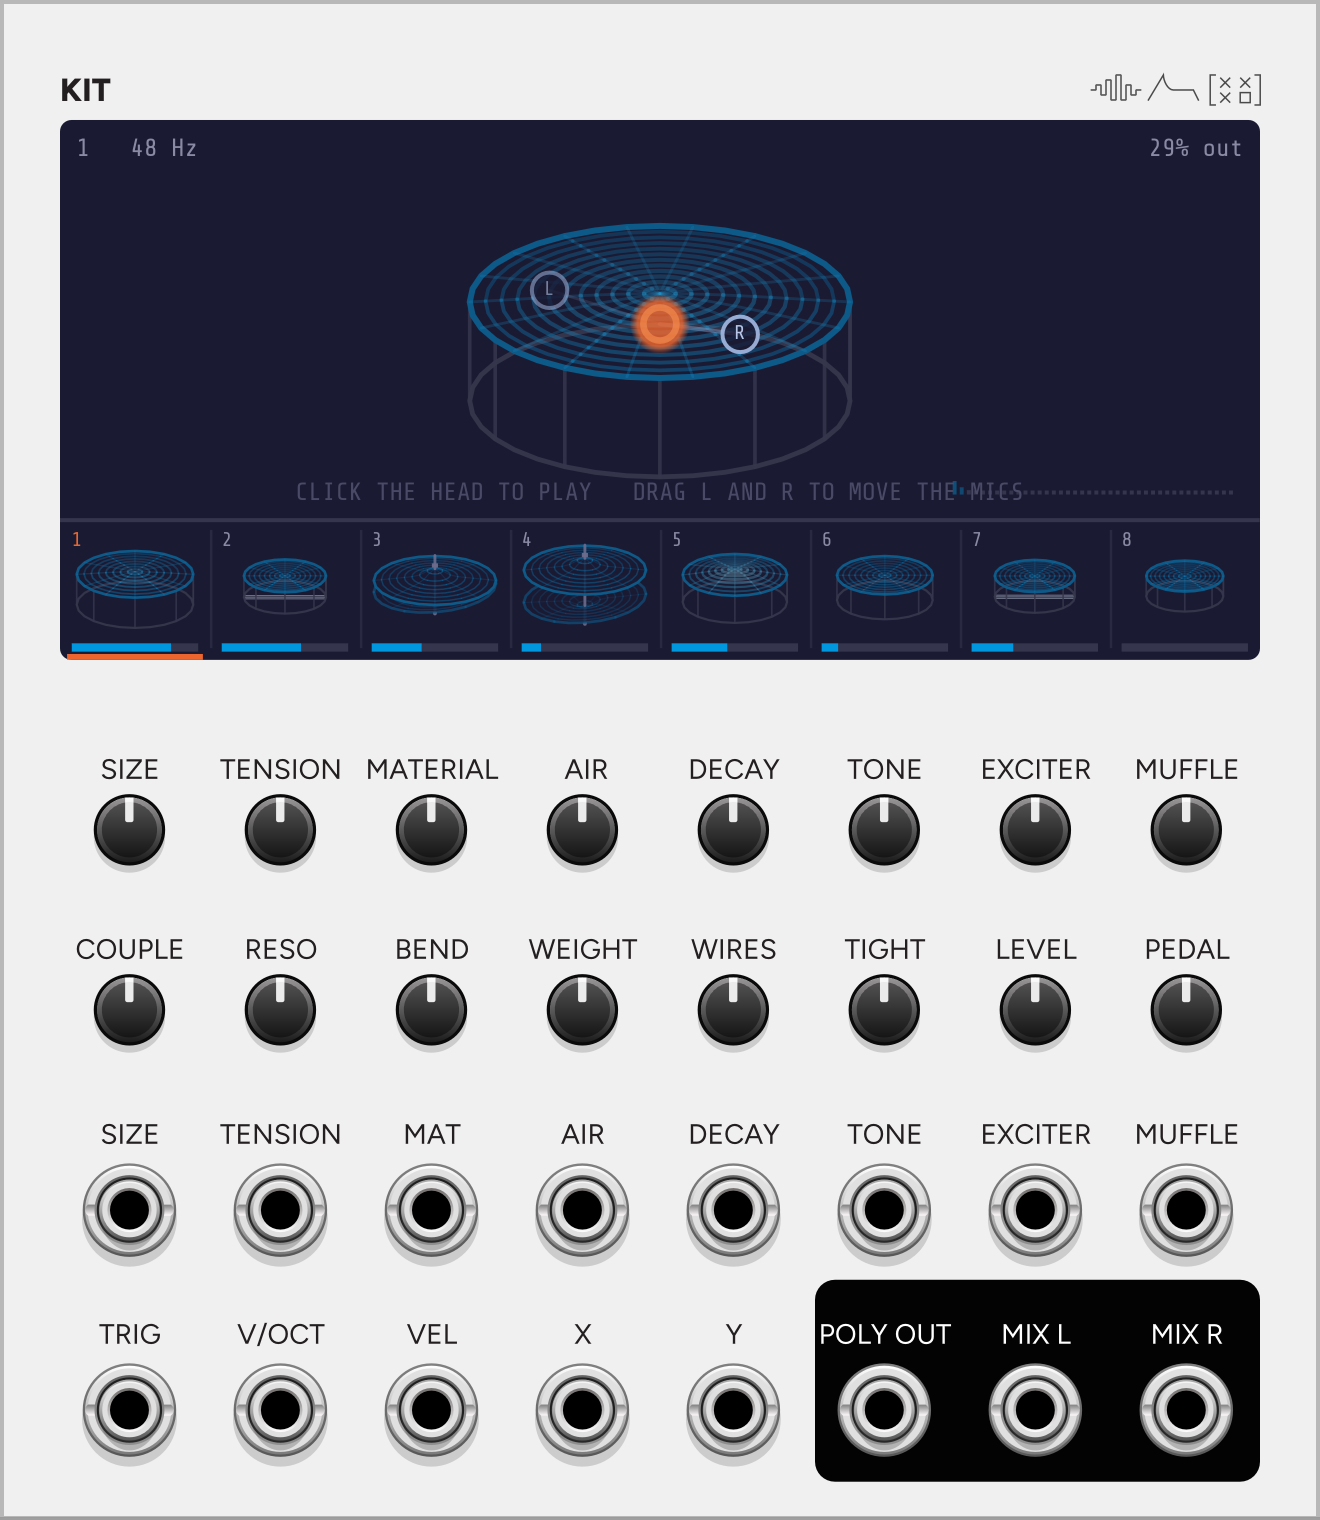 KIT
1 48 Hz 29% out
L
R
CLICK THE HEAD TO PLAY DRAG L AND R TO MOVE THE MICS
1 2 3 4 5 6 7 8
SIZE TENSION MATERIAL AIR DECAY TONE EXCITER MUFFLE
COUPLE RESO BEND WEIGHT WIRES TIGHT LEVEL PEDAL
SIZE TENSION MAT AIR DECAY TONE EXCITER MUFFLE
TRIG V/OCT VEL X Y POLY OUT MIX L MIX R